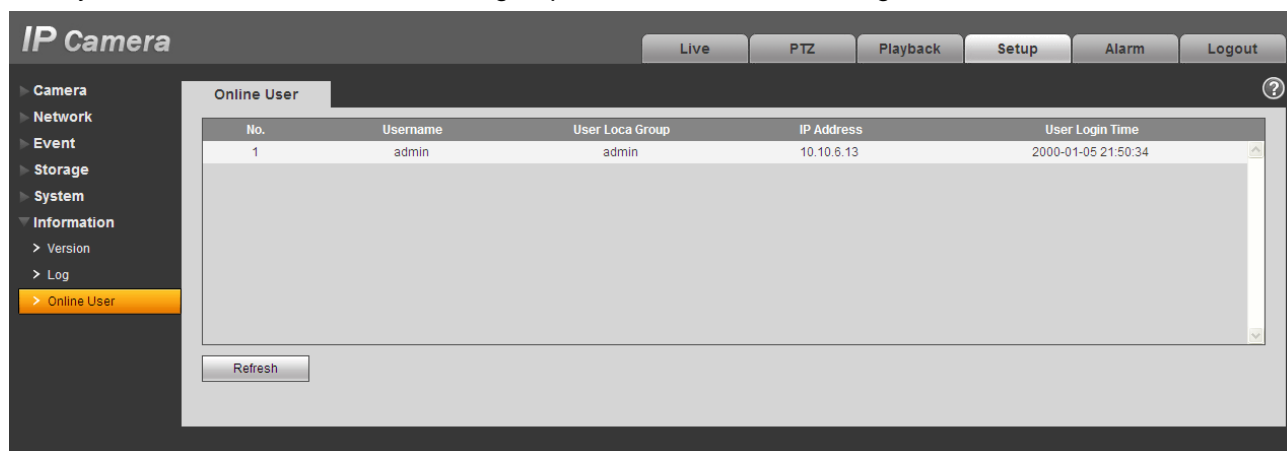 IP Camera
Live PTZ Playback Setup Alarm Logout
Camera
Network
Event
Storage
System
Information
> Version
> Log
> Online User
Online User
?
No. Username User Loca Group IP Address User Login Time
1 admin admin 10.10.6.13 2000-01-05 21:50:34
Refresh